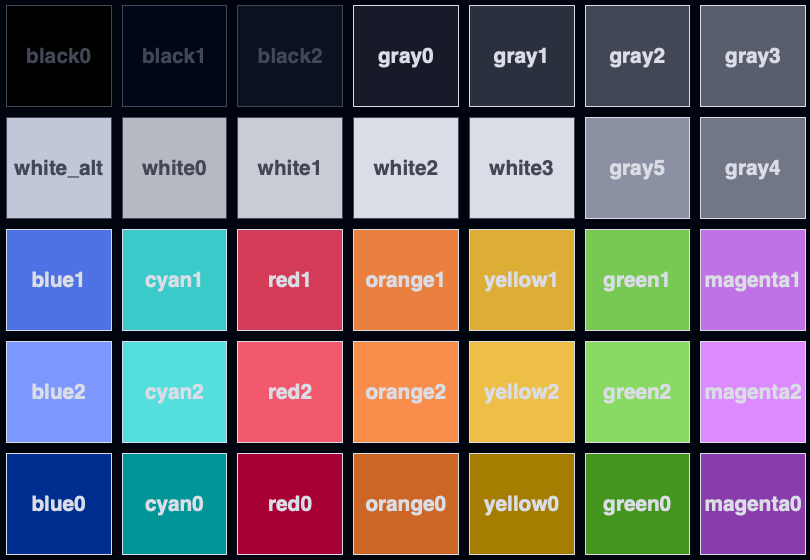 black0 black1 black2 gray0 gray1 gray2 gray3
white_alt white0 white1 white2 white3 gray5 gray4
blue1 cyan1 red1 orange1 yellow1 green1 magenta1
blue2 cyan2 red2 orange2 yellow2 green2 magenta2
blue0 cyan0 red0 orange0 yellow0 green0 magenta0